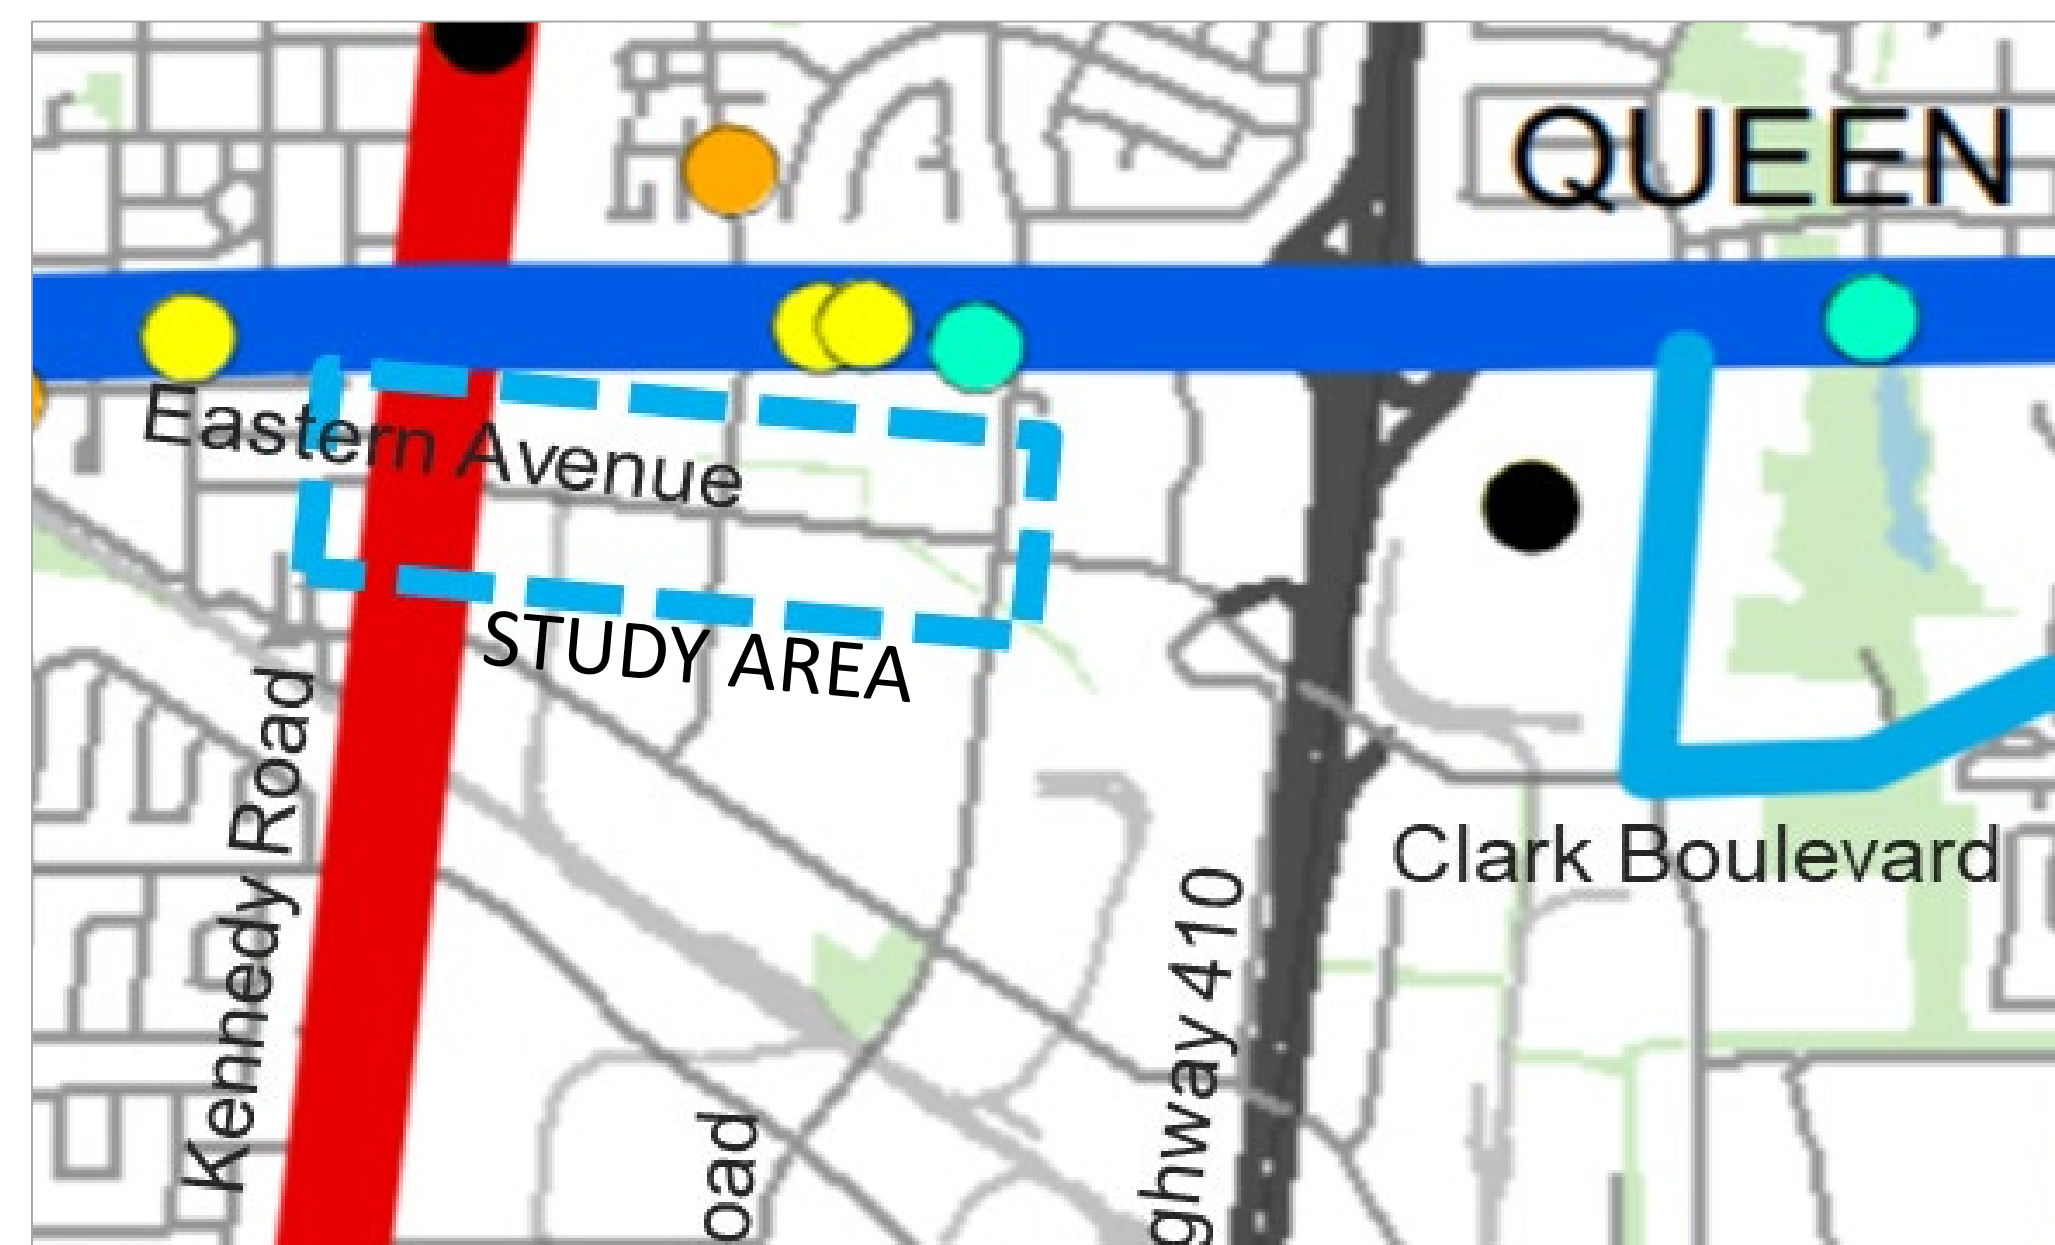 QUEEN
Eastern Avenue
STUDY AREA
Kennedy Road
Clark Boulevard
ghway 410
oad